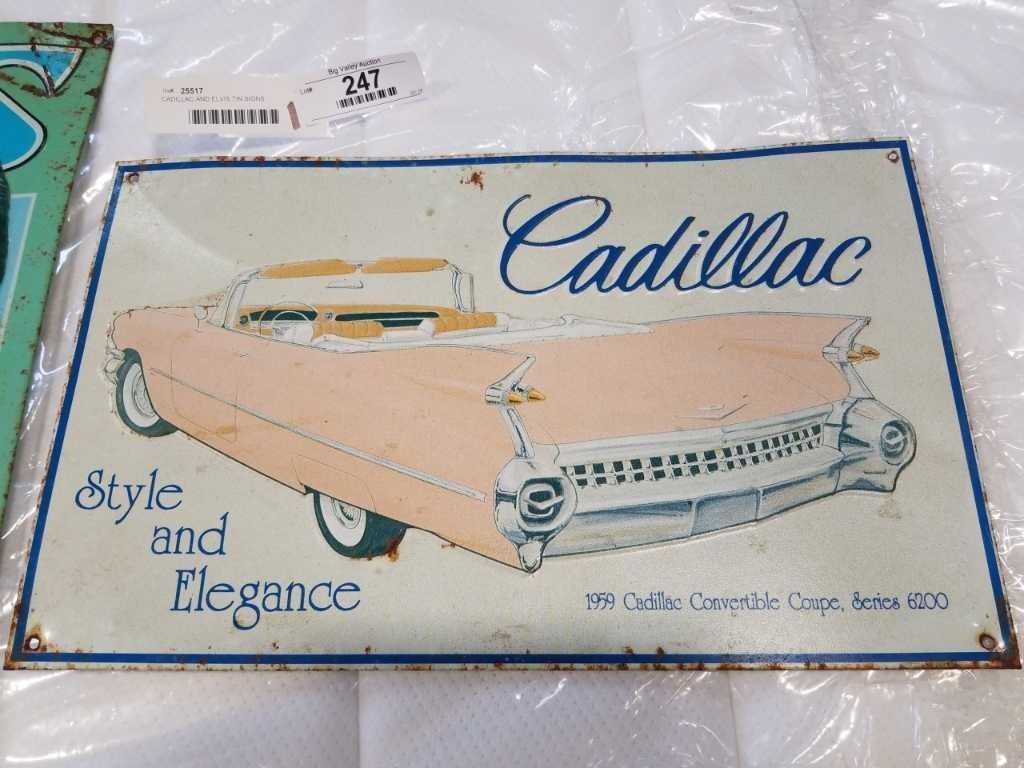 Big Valley Auction
Lot#: 247
Inv#: 25517
CADILLAC AND ELVIS TIN SIGNS
Cadillac
Style
and
Elegance
1959 Cadillac Convertible Coupe, Series 6200